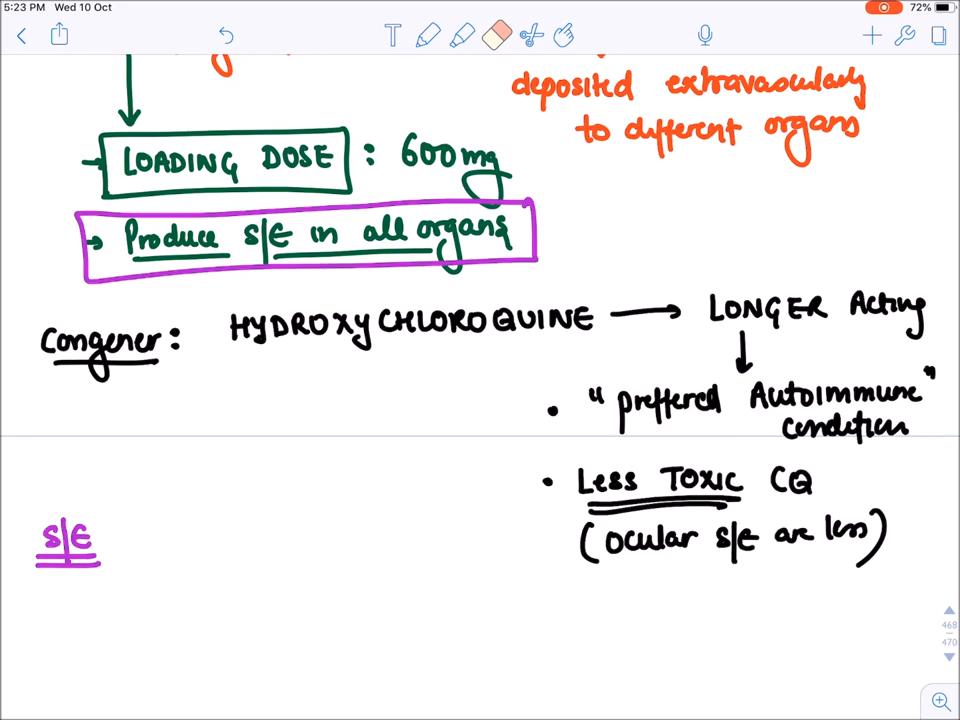 5:23 PM Wed 10 Oct
72%
T
deposited extravascularly
to different organs
→ LOADING DOSE : 600mg
→ Produce S/E in all organs
Congener : HYDROXYCHLOROQUINE → LONGER Acting
• "preffered Autoimmune"
condition
• Less TOXIC CQ
(ocular S/E are less)
S/E
468
470